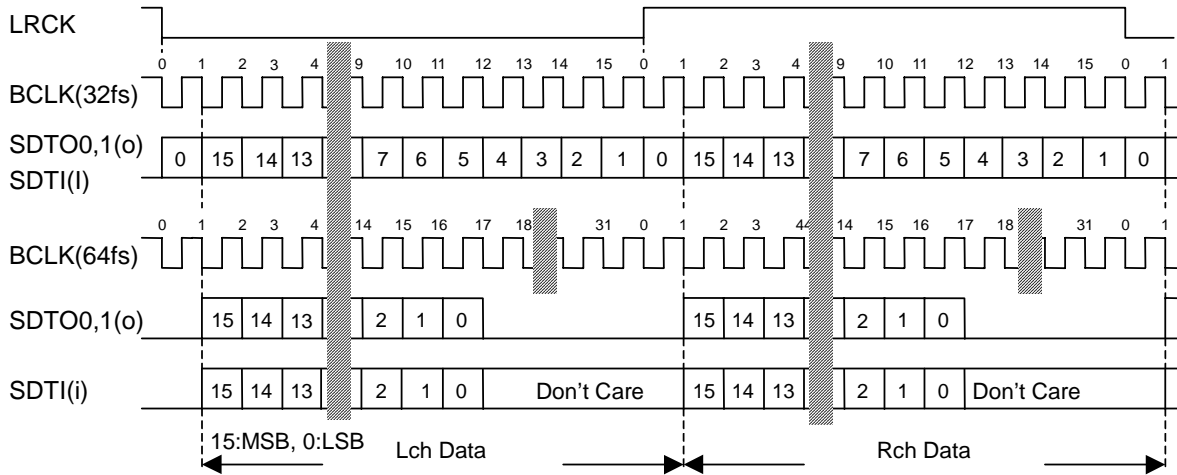 LRCK
0 1 2 3 4 9 10 11 12 13 14 15 0 1 2 3 4 9 10 11 12 13 14 15 0 1
BCLK(32fs)
SDTO0,1(o)
0 15 14 13 7 6 5 4 3 2 1 0 15 14 13 7 6 5 4 3 2 1 0
SDTI(I)
0 1 2 3 4 14 15 16 17 18 31 0 1 2 3 44 14 15 16 17 18 31 0 1
BCLK(64fs)
SDTO0,1(o)
15 14 13 2 1 0 15 14 13 2 1 0
SDTI(i)
15 14 13 2 1 0 Don't Care 15 14 13 2 1 0 Don't Care
15:MSB, 0:LSB
Lch Data Rch Data